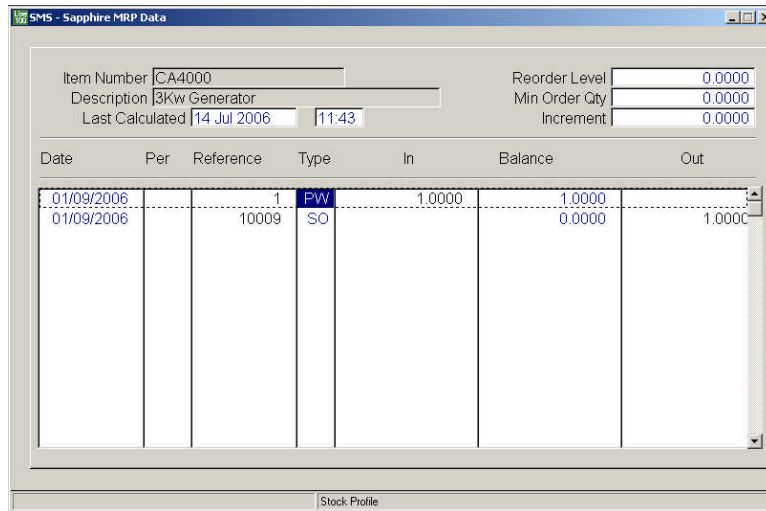 Line 100 SMS - Sapphire MRP Data
Item Number CA4000 Reorder Level 0.0000
Description 3Kw Generator Min Order Qty 0.0000
Last Calculated 14 Jul 2006 11:43 Increment 0.0000
Date Per Reference Type In Balance Out
01/09/2006 1 PW 1.0000 1.0000
01/09/2006 10009 SO 0.0000 1.0000
Stock Profile